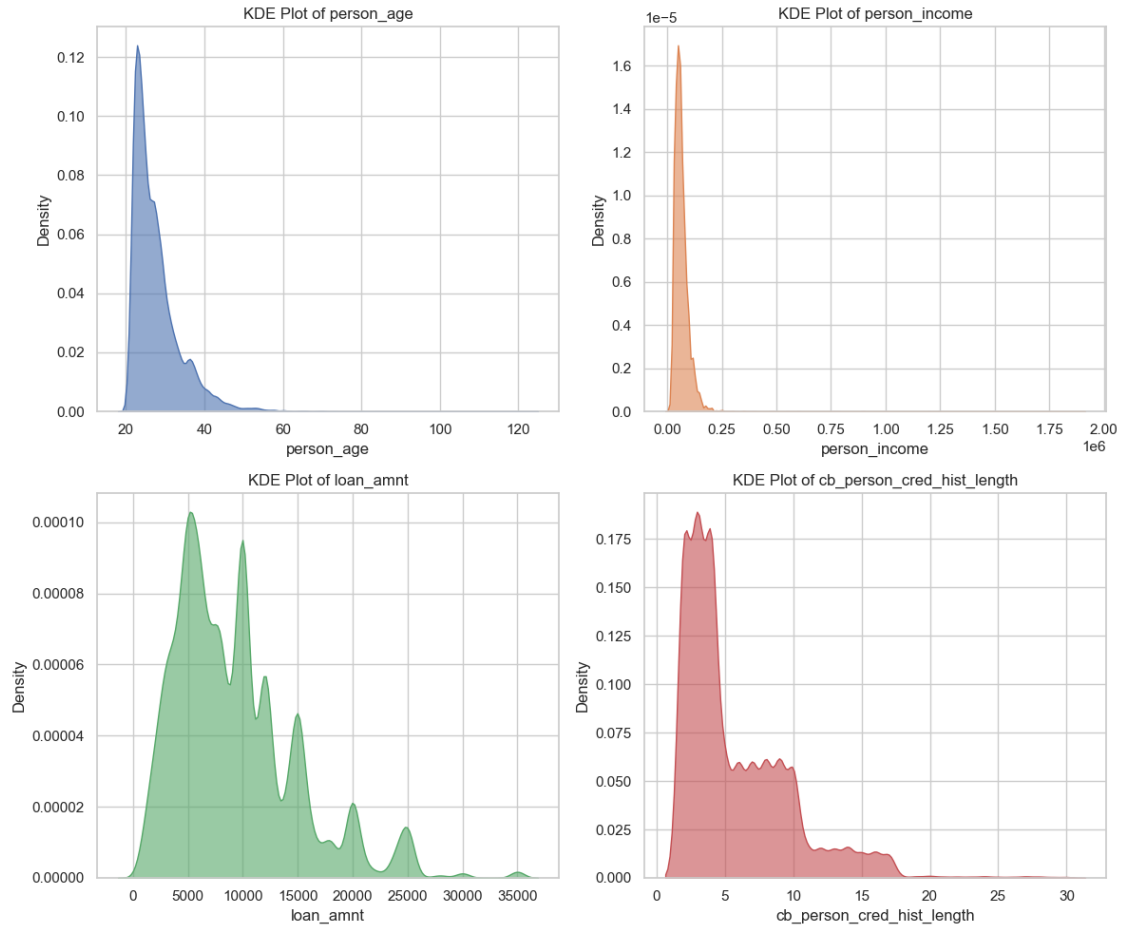 KDE Plot of person_age
0.12
0.10
0.08
0.06
0.04
0.02
0.00
Density
20 40 60 80 100 120
person_age
KDE Plot of person_income
1e−5
1.6
1.4
1.2
1.0
0.8
0.6
0.4
0.2
0.0
Density
0.00 0.25 0.50 0.75 1.00 1.25 1.50 1.75 2.00
1e6
person_income
KDE Plot of loan_amnt
0.00010
0.00008
0.00006
0.00004
0.00002
0.00000
Density
0 5000 10000 15000 20000 25000 30000 35000
loan_amnt
KDE Plot of cb_person_cred_hist_length
0.175
0.150
0.125
0.100
0.075
0.050
0.025
0.000
Density
0 5 10 15 20 25 30
cb_person_cred_hist_length